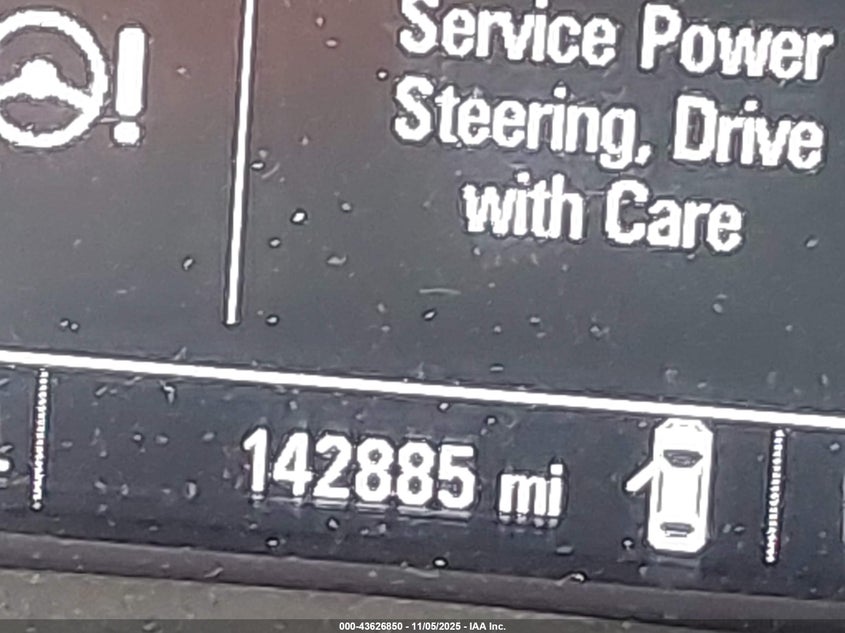 Service Power
Steering, Drive
with Care
142885 mi
000-43626850 - 11/05/2025 - IAA Inc.